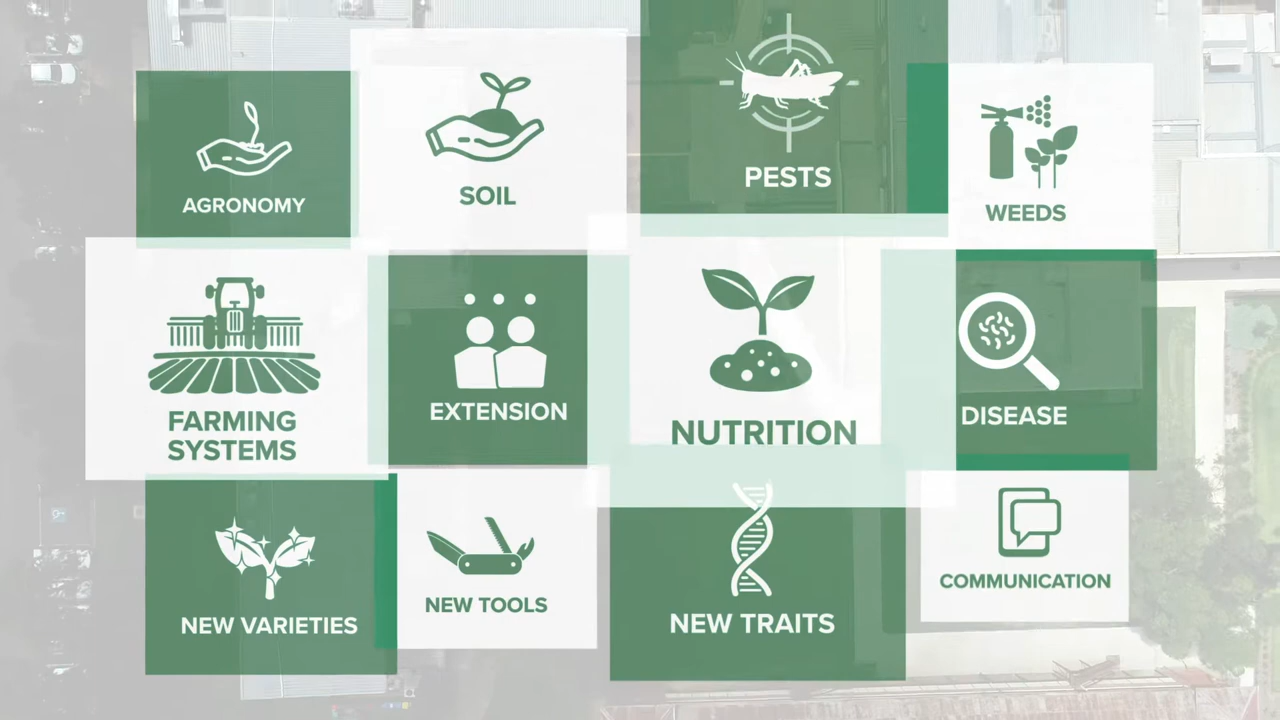 AGRONOMY
SOIL
PESTS
WEEDS
FARMING
SYSTEMS
EXTENSION
NUTRITION
DISEASE
NEW VARIETIES
NEW TOOLS
NEW TRAITS
COMMUNICATION